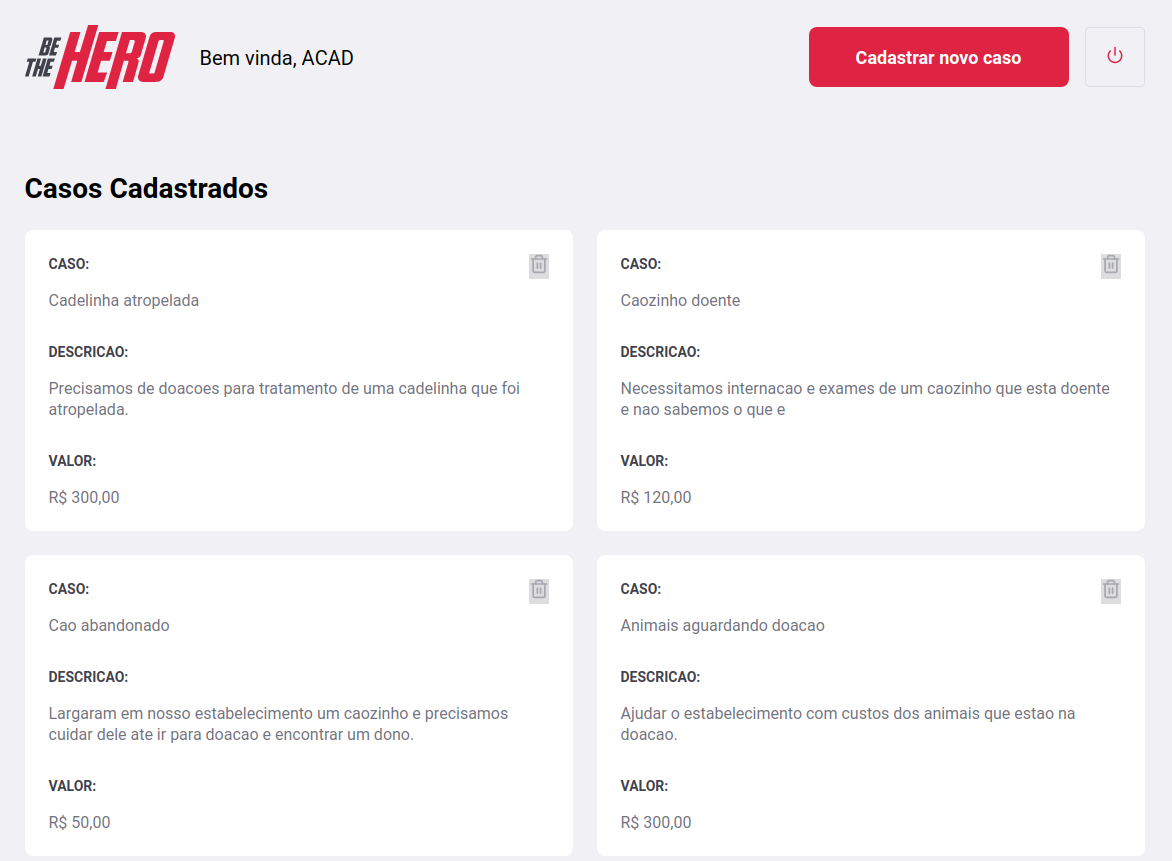 BE
THE HERO
Bem vinda, ACAD
Cadastrar novo caso
Casos Cadastrados
CASO:
Cadelinha atropelada
DESCRICAO:
Precisamos de doacoes para tratamento de uma cadelinha que foi
atropelada.
VALOR:
R$ 300,00
CASO:
Caozinho doente
DESCRICAO:
Necessitamos internacao e exames de um caozinho que esta doente
e nao sabemos o que e
VALOR:
R$ 120,00
CASO:
Cao abandonado
DESCRICAO:
Largaram em nosso estabelecimento um caozinho e precisamos
cuidar dele ate ir para doacao e encontrar um dono.
VALOR:
R$ 50,00
CASO:
Animais aguardando doacao
DESCRICAO:
Ajudar o estabelecimento com custos dos animais que estao na
doacao.
VALOR:
R$ 300,00